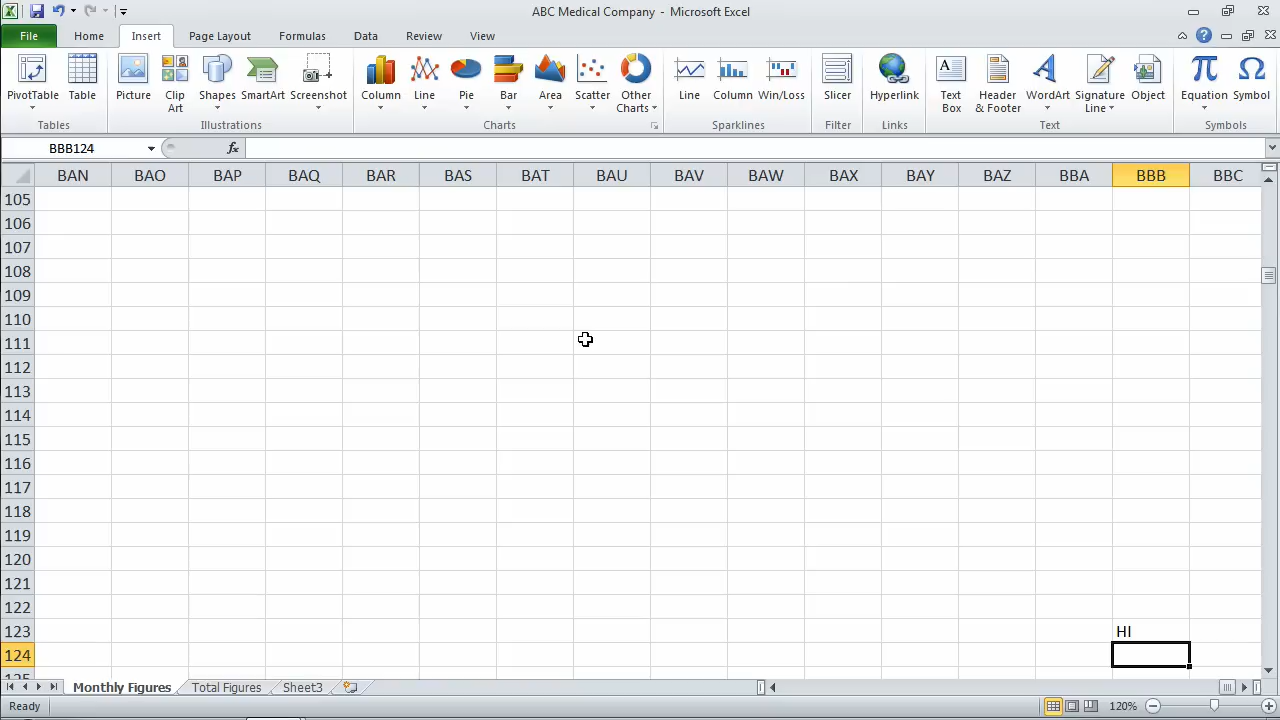 ABC Medical Company - Microsoft Excel
File Home Insert Page Layout Formulas Data Review View
PivotTable Table Picture Clip Art Shapes SmartArt Screenshot Column Line Pie Bar Area Scatter Other Charts Line Column Win/Loss Slicer Hyperlink Text Box Header & Footer WordArt Signature Line Object Equation Symbol
Tables Illustrations Charts Sparklines Filter Links Text Symbols
BBB124 fx
BAN BAO BAP BAQ BAR BAS BAT BAU BAV BAW BAX BAY BAZ BBA BBB BBC
105
106
107
108
109
110
111
112
113
114
115
116
117
118
119
120
121
122
123 HI
124
125
Monthly Figures Total Figures Sheet3
Ready 120%